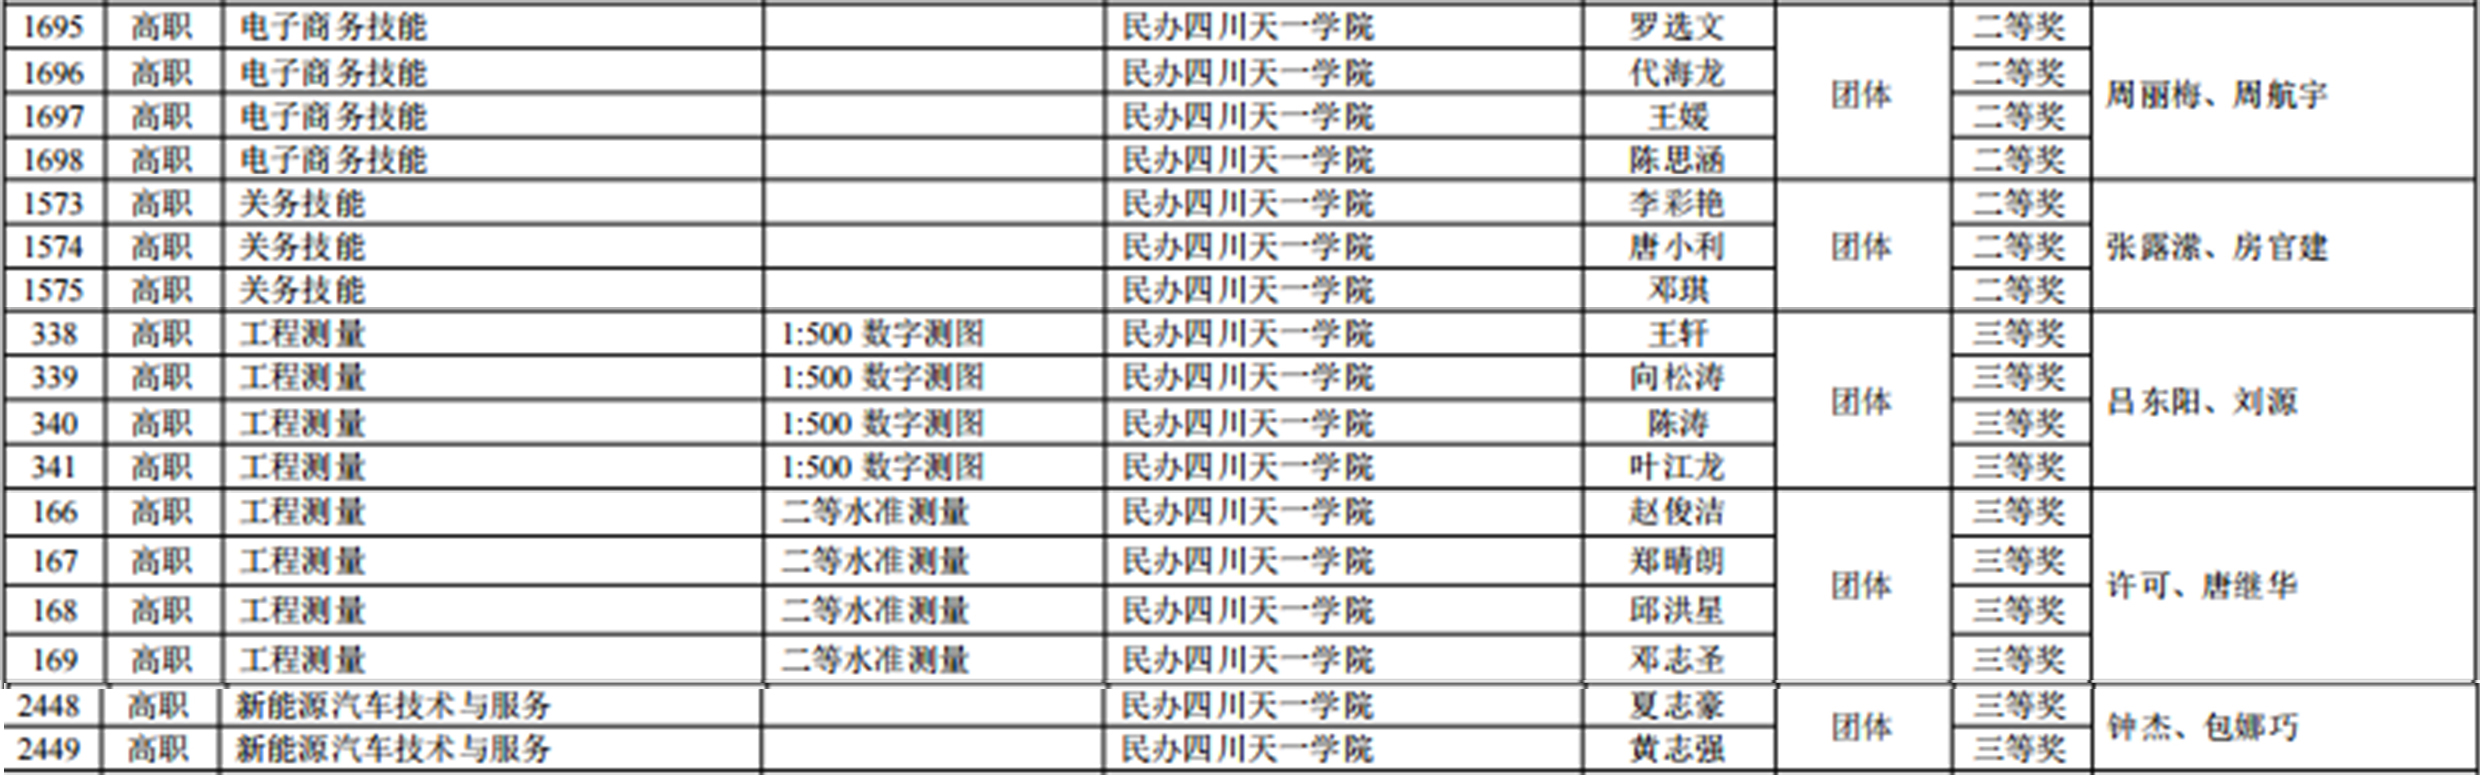 1695 高职 电子商务技能 民办四川天一学院 罗选文 团体 二等奖 周丽梅、周航宇
1696 高职 电子商务技能 民办四川天一学院 代海龙 二等奖
1697 高职 电子商务技能 民办四川天一学院 王媛 二等奖
1698 高职 电子商务技能 民办四川天一学院 陈思涵 二等奖
1573 高职 关务技能 民办四川天一学院 李彩艳 团体 二等奖 张露潆、房官建
1574 高职 关务技能 民办四川天一学院 唐小利 二等奖
1575 高职 关务技能 民办四川天一学院 邓琪 二等奖
338 高职 工程测量 1:500 数字测图 民办四川天一学院 王轩 团体 三等奖 吕东阳、刘源
339 高职 工程测量 1:500 数字测图 民办四川天一学院 向松涛 三等奖
340 高职 工程测量 1:500 数字测图 民办四川天一学院 陈涛 三等奖
341 高职 工程测量 1:500 数字测图 民办四川天一学院 叶江龙 三等奖
166 高职 工程测量 二等水准测量 民办四川天一学院 赵俊洁 团体 三等奖 许可、唐继华
167 高职 工程测量 二等水准测量 民办四川天一学院 郑晴朗 三等奖
168 高职 工程测量 二等水准测量 民办四川天一学院 邱洪星 三等奖
169 高职 工程测量 二等水准测量 民办四川天一学院 邓志圣 三等奖
2448 高职 新能源汽车技术与服务 民办四川天一学院 夏志豪 团体 三等奖 钟杰、包娜巧
2449 高职 新能源汽车技术与服务 民办四川天一学院 黄志强 三等奖